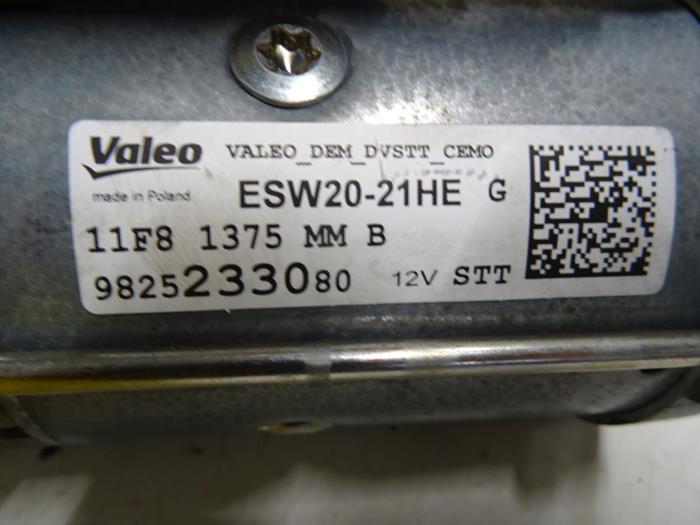 Valeo VALEO_DEM_DVSTT_CEMO
made in Poland ESW20-21HE G
11F8 1375 MM B
9825233080 12V STT